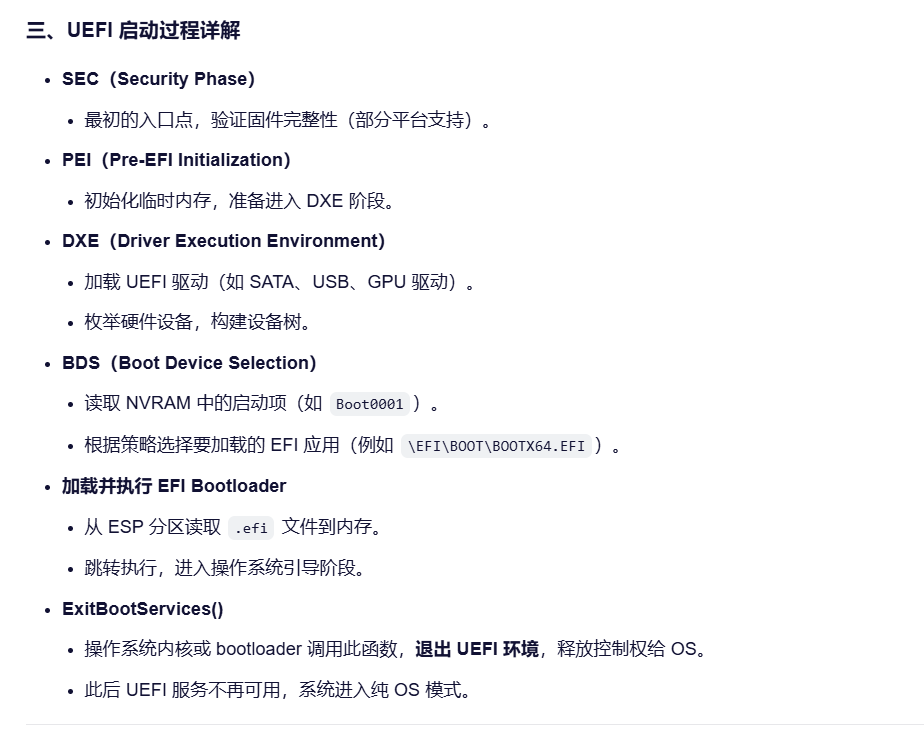 三、UEFI 启动过程详解
• SEC（Security Phase）
• 最初的入口点，验证固件完整性（部分平台支持）。
• PEI（Pre-EFI Initialization）
• 初始化临时内存，准备进入 DXE 阶段。
• DXE（Driver Execution Environment）
• 加载 UEFI 驱动（如 SATA、USB、GPU 驱动）。
• 枚举硬件设备，构建设备树。
• BDS（Boot Device Selection）
• 读取 NVRAM 中的启动项（如 Boot0001）。
• 根据策略选择要加载的 EFI 应用（例如 \EFI\BOOT\BOOTX64.EFI）。
• 加载并执行 EFI Bootloader
• 从 ESP 分区读取 .efi 文件到内存。
• 跳转执行，进入操作系统引导阶段。
• ExitBootServices()
• 操作系统内核或 bootloader 调用此函数，退出 UEFI 环境，释放控制权给 OS。
• 此后 UEFI 服务不再可用，系统进入纯 OS 模式。